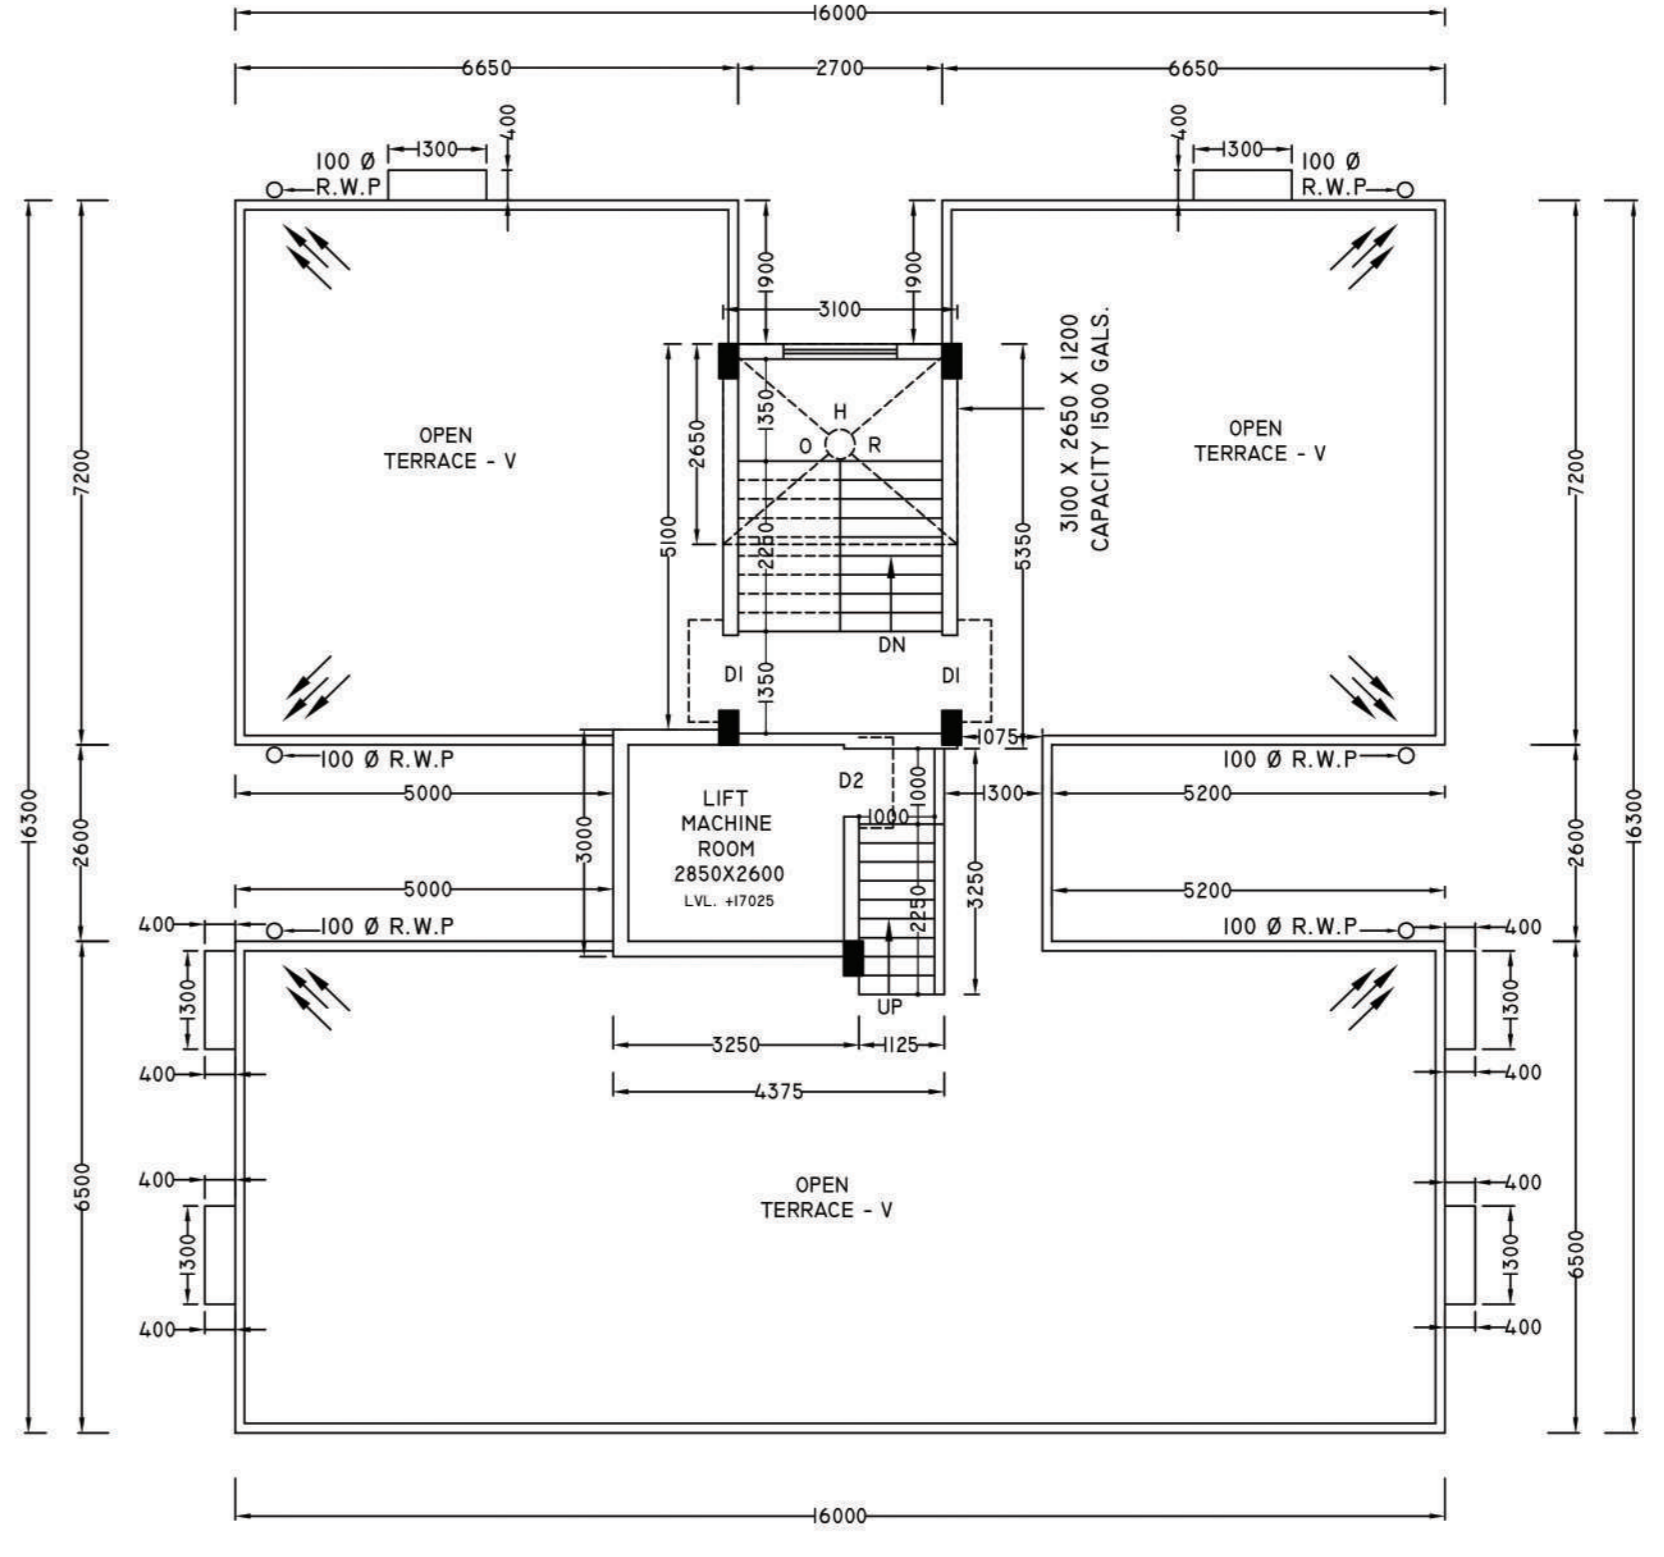 16000
6650
2700
6650
400
400
1300
1300
100 Ø
R.W.P
100 Ø
R.W.P
1900
1900
3100
3100 X 2650 X 1200
CAPACITY 1500 GALS.
1350
H
O
R
2650
OPEN
TERRACE - V
OPEN
TERRACE - V
7200
7200
5100
2250
5350
DN
D1
1350
D1
1075
100 Ø R.W.P
100 Ø R.W.P
D2
1000
5000
1300
5200
LIFT
MACHINE
ROOM
2850X2600
LVL. +17025
1000
16300
2600
3000
2600
16300
3250
5000
5200
2250
400
100 Ø R.W.P
100 Ø R.W.P
400
1300
UP
1300
3250
1125
400
400
4375
400
400
6500
OPEN
TERRACE - V
1300
1300
6500
400
400
16000